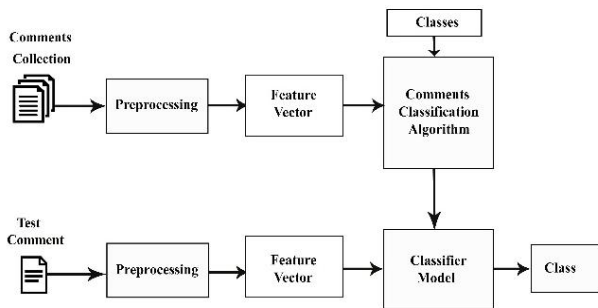 Comments
Collection
Classes
Preprocessing
Feature
Vector
Comments
Classification
Algorithm
Test
Comment
Preprocessing
Feature
Vector
Classifier
Model
Class